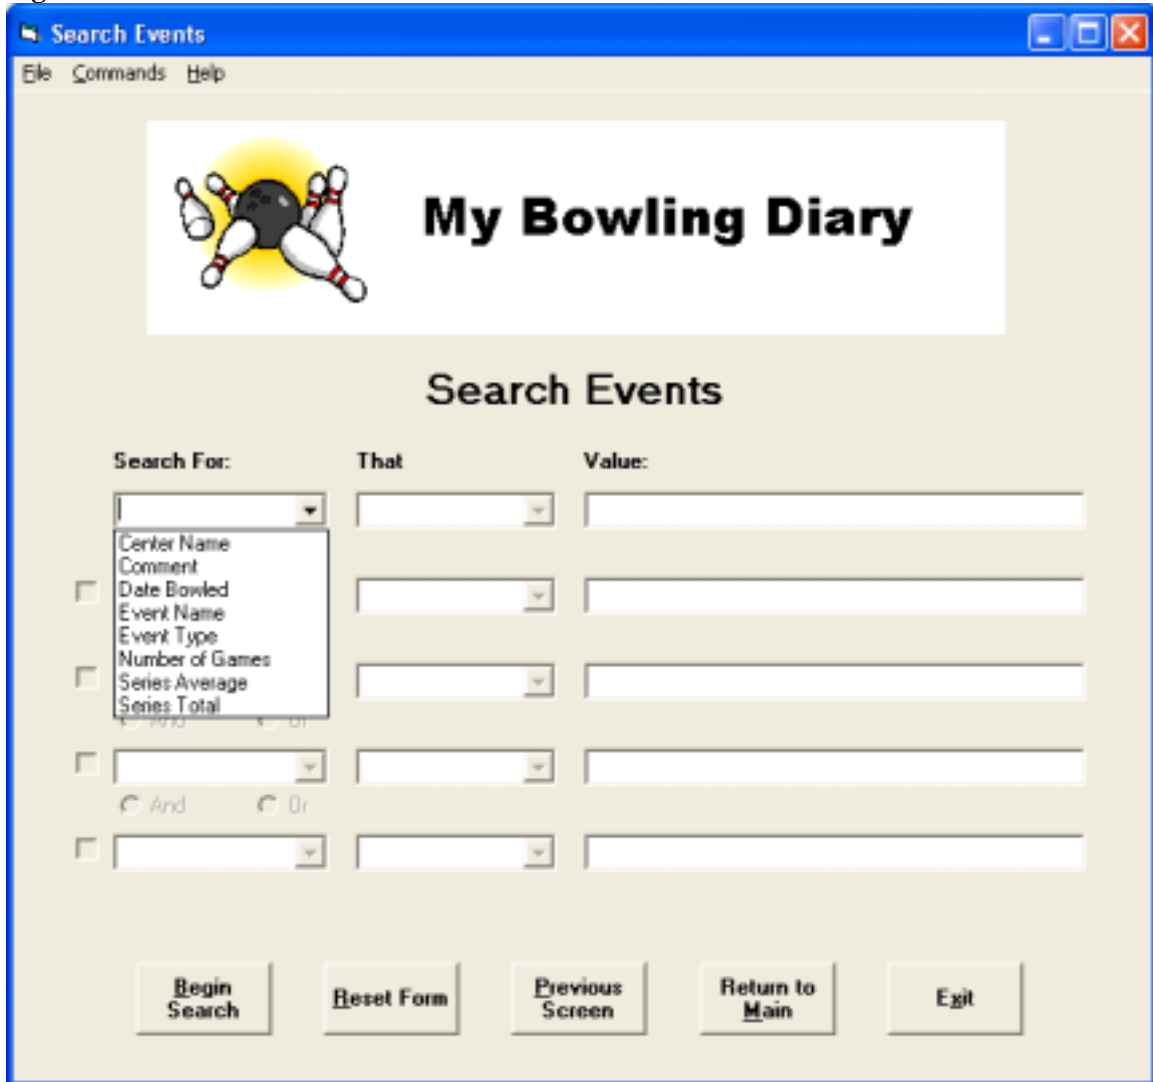 Search Events
File Commands Help
My Bowling Diary
Search Events
Search For: That Value:
Center Name
Comment
Date Bowled
Event Name
Event Type
Number of Games
Series Average
Series Total
And Or
And Or
Begin Search
Reset Form
Previous Screen
Return to Main
Exit